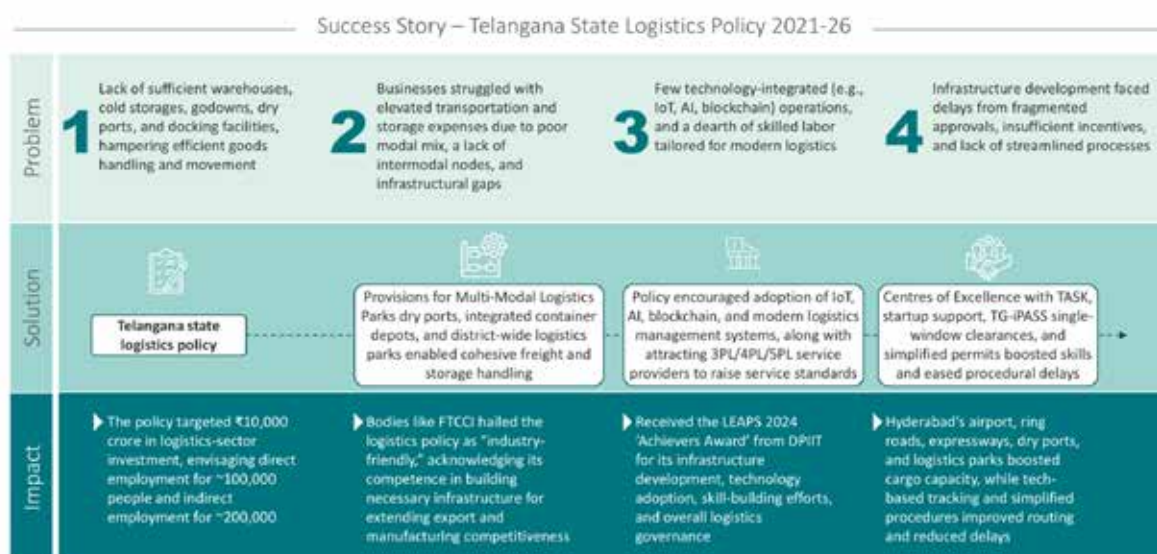 Success Story – Telangana State Logistics Policy 2021-26
Problem
1
Lack of sufficient warehouses,
cold storages, godowns, dry
ports, and docking facilities,
hampering efficient goods
handling and movement
2
Businesses struggled with
elevated transportation and
storage expenses due to poor
modal mix, a lack of
intermodal nodes, and
infrastructural gaps
3
Few technology-integrated (e.g.,
IoT, AI, blockchain) operations,
and a dearth of skilled labor
tailored for modern logistics
4
Infrastructure development faced
delays from fragmented
approvals, insufficient incentives,
and lack of streamlined processes
Solution
Telangana state
logistics policy
Provisions for Multi-Modal Logistics
Parks dry ports, integrated container
depots, and district-wide logistics
parks enabled cohesive freight and
storage handling
Policy encouraged adoption of IoT,
AI, blockchain, and modern logistics
management systems, along with
attracting 3PL/4PL/5PL service
providers to raise service standards
Centres of Excellence with TASK,
startup support, TG-iPASS single-
window clearances, and
simplified permits boosted skills
and eased procedural delays
Impact
The policy targeted ₹10,000
crore in logistics-sector
investment, envisaging direct
employment for ~100,000
people and indirect
employment for ~200,000
Bodies like FTCCI hailed the
logistics policy as "industry-
friendly," acknowledging its
competence in building
necessary infrastructure for
extending export and
manufacturing competitiveness
Received the LEAPS 2024
'Achievers Award' from DPIIT
for its infrastructure
development, technology
adoption, skill-building efforts,
and overall logistics
governance
Hyderabad's airport, ring
roads, expressways, dry ports,
and logistics parks boosted
cargo capacity, while tech-
based tracking and simplified
procedures improved routing
and reduced delays